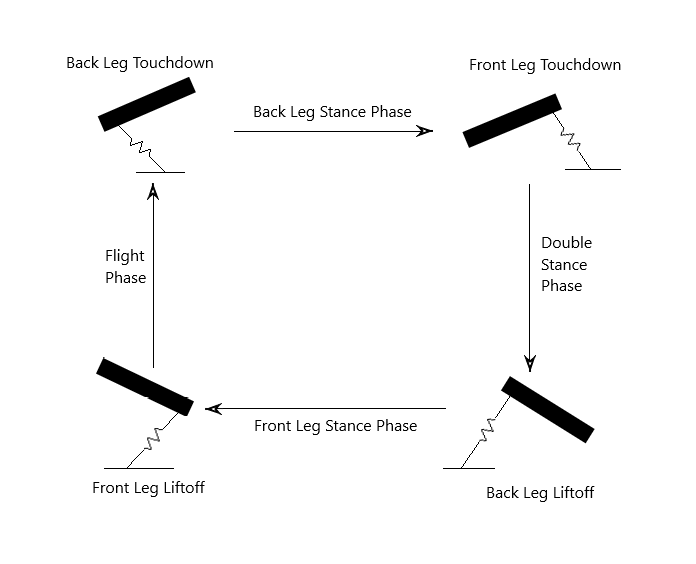 Back Leg Touchdown
Front Leg Touchdown
Back Leg Stance Phase
Flight
Phase
Double
Stance
Phase
Front Leg Stance Phase
Front Leg Liftoff
Back Leg Liftoff